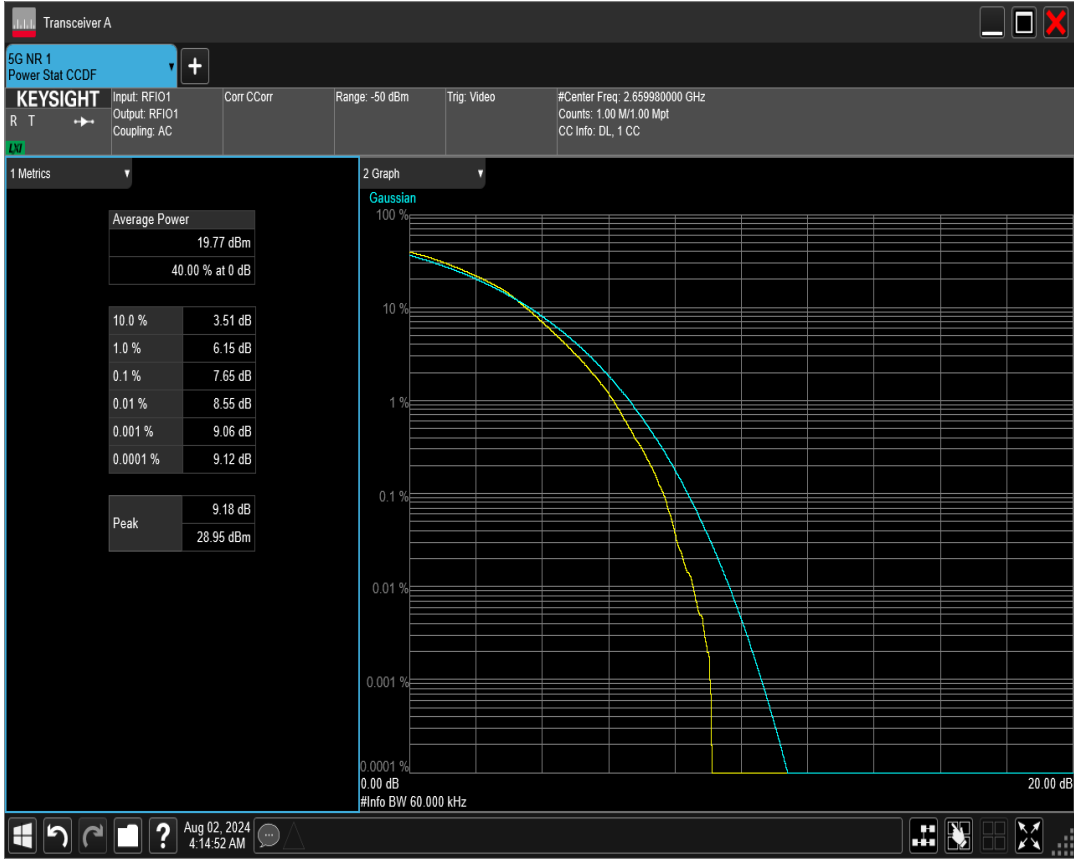 Transceiver A
5G NR 1
Power Stat CCDF
+
KEYSIGHT
R T
LXI
Input: RFIO1
Output: RFIO1
Coupling: AC
Corr CCorr
Range: -50 dBm
Trig: Video
#Center Freq: 2.659980000 GHz
Counts: 1.00 M/1.00 Mpt
CC Info: DL, 1 CC
1 Metrics
Average Power
19.77 dBm
40.00 % at 0 dB
10.0 % 3.51 dB
1.0 % 6.15 dB
0.1 % 7.65 dB
0.01 % 8.55 dB
0.001 % 9.06 dB
0.0001 % 9.12 dB
Peak
9.18 dB
28.95 dBm
2 Graph
Gaussian
100 %
10 %
1 %
0.1 %
0.01 %
0.001 %
0.0001 %
0.00 dB 20.00 dB
#Info BW 60.000 kHz
?
Aug 02, 2024
4:14:52 AM